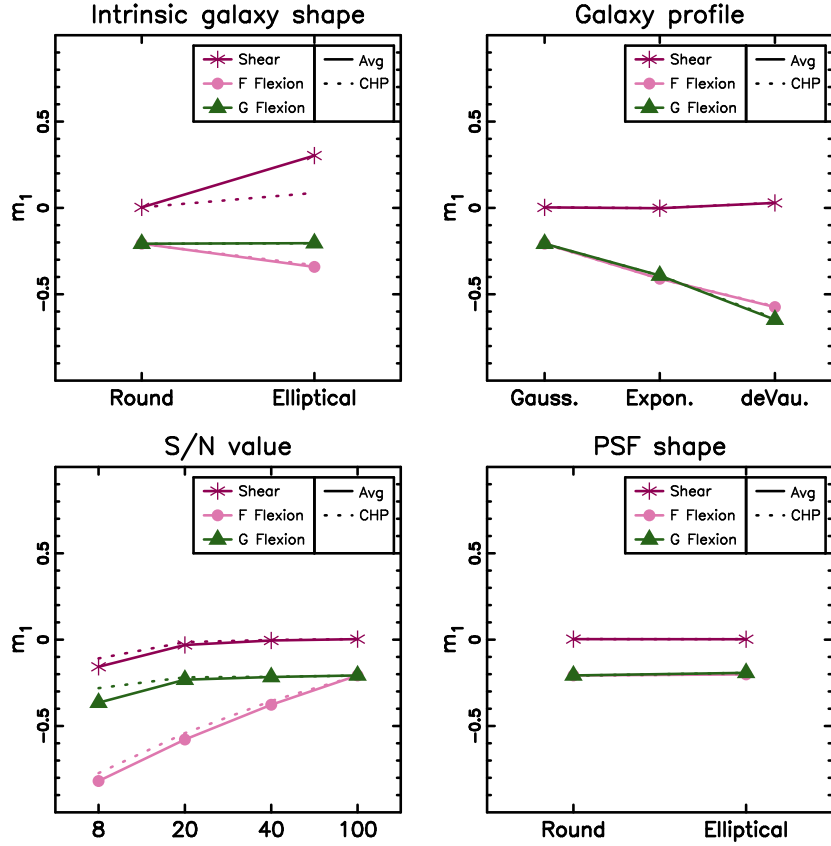 Intrinsic galaxy shape
Shear
F Flexion
G Flexion
Avg
CHP
0.5
0
−0.5
m1
Round Elliptical
Galaxy profile
Shear
F Flexion
G Flexion
Avg
CHP
0.5
0
−0.5
m1
Gauss. Expon. deVau.
S/N value
Shear
F Flexion
G Flexion
Avg
CHP
0.5
0
−0.5
m1
8 20 40 100
PSF shape
Shear
F Flexion
G Flexion
Avg
CHP
0.5
0
−0.5
m1
Round Elliptical